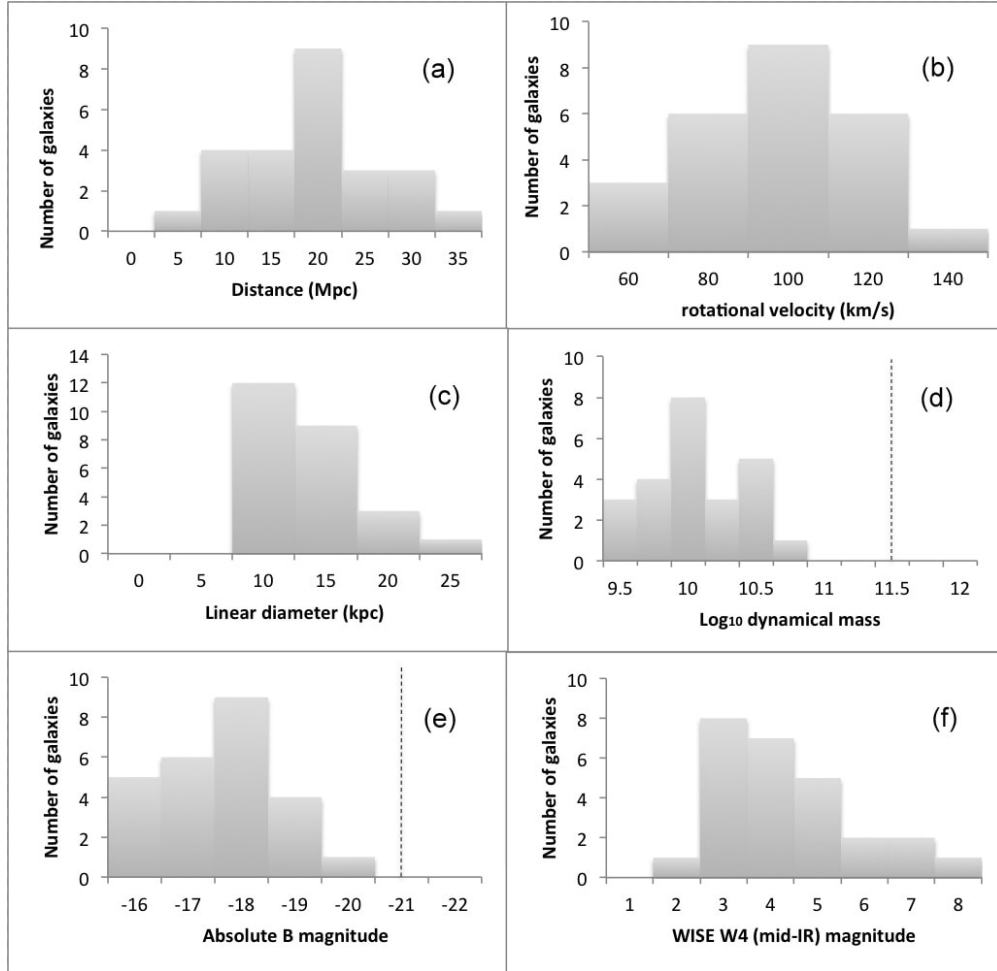 Number of galaxies
10
8
6
4
2
0
(a)
0 5 10 15 20 25 30 35
Distance (Mpc)
Number of galaxies
10
8
6
4
2
0
(b)
60 80 100 120 140
rotational velocity (km/s)
Number of galaxies
14
12
10
8
6
4
2
0
(c)
0 5 10 15 20 25
Linear diameter (kpc)
Number of galaxies
10
8
6
4
2
0
(d)
9.5 10 10.5 11 11.5 12
Log₁₀ dynamical mass
Number of galaxies
10
8
6
4
2
0
(e)
-16 -17 -18 -19 -20 -21 -22
Absolute B magnitude
Number of galaxies
10
8
6
4
2
0
(f)
1 2 3 4 5 6 7 8
WISE W4 (mid-IR) magnitude